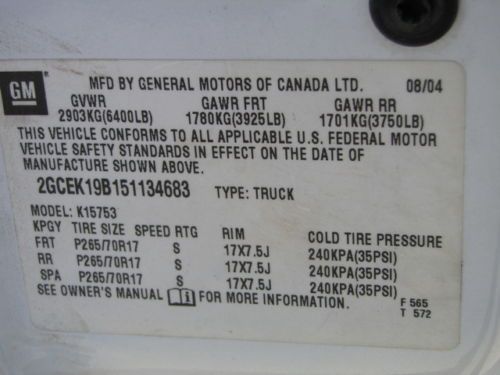 GM
MFD BY GENERAL MOTORS OF CANADA LTD. 08/04
GVWR GAWR FRT GAWR RR
2903KG(6400LB) 1780KG(3925LB) 1701KG(3750LB)
THIS VEHICLE CONFORMS TO ALL APPLICABLE U.S. FEDERAL MOTOR
VEHICLE SAFETY STANDARDS IN EFFECT ON THE DATE OF
MANUFACTURE SHOWN ABOVE.
2GCEK19B151134683 TYPE: TRUCK
MODEL: K15753
KPGY TIRE SIZE SPEED RTG RIM COLD TIRE PRESSURE
FRT P265/70R17 S 17X7.5J 240KPA(35PSI)
RR P265/70R17 S 17X7.5J 240KPA(35PSI)
SPA P265/70R17 S 17X7.5J 240KPA(35PSI)
SEE OWNER'S MANUAL FOR MORE INFORMATION. F 565
T 572